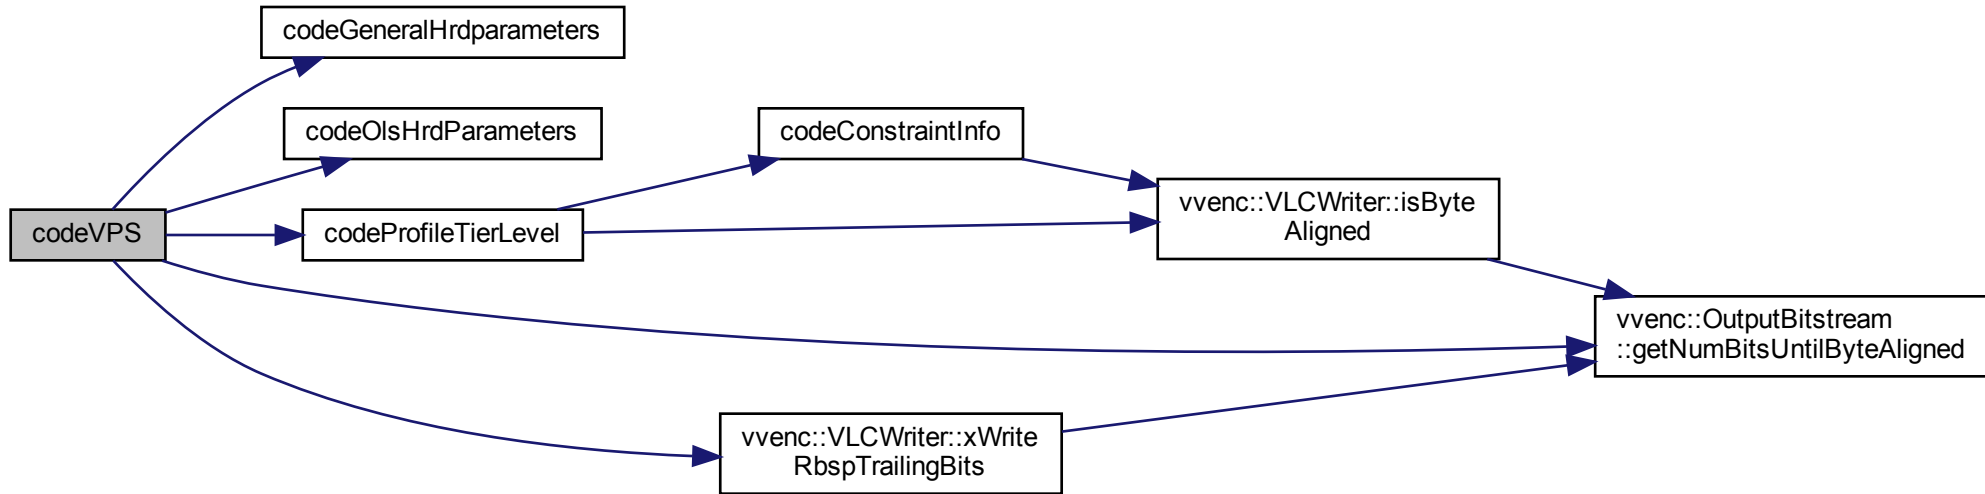 codeGeneralHrdparameters
codeOlsHrdParameters
codeConstraintInfo
vvenc::VLCWriter::isByte
Aligned
codeVPS
codeProfileTierLevel
vvenc::OutputBitstream
::getNumBitsUntilByteAligned
vvenc::VLCWriter::xWrite
RbspTrailingBits